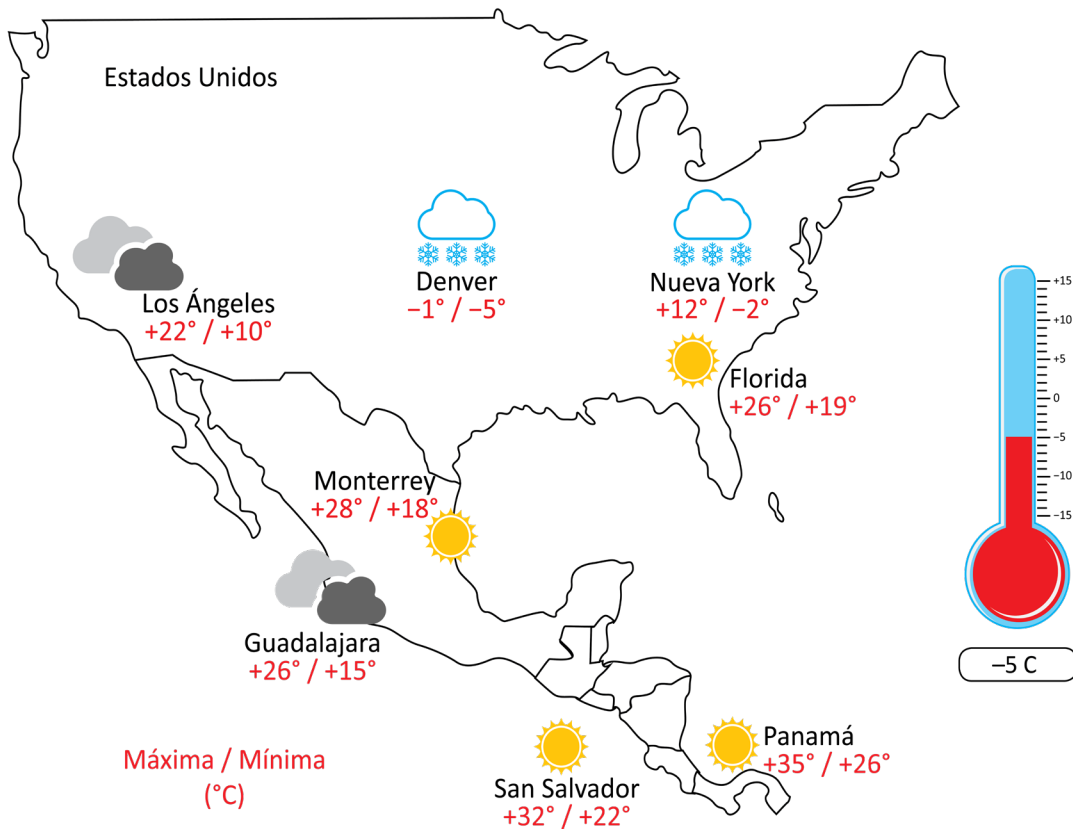 Estados Unidos
Los Ángeles
+22° / +10°
Denver
−1° / −5°
Nueva York
+12° / −2°
Florida
+26° / +19°
Monterrey
+28° / +18°
Guadalajara
+26° / +15°
San Salvador
+32° / +22°
Panamá
+35° / +26°
Máxima / Mínima
(°C)
+15
+10
+5
0
−5
−10
−15
–5 C